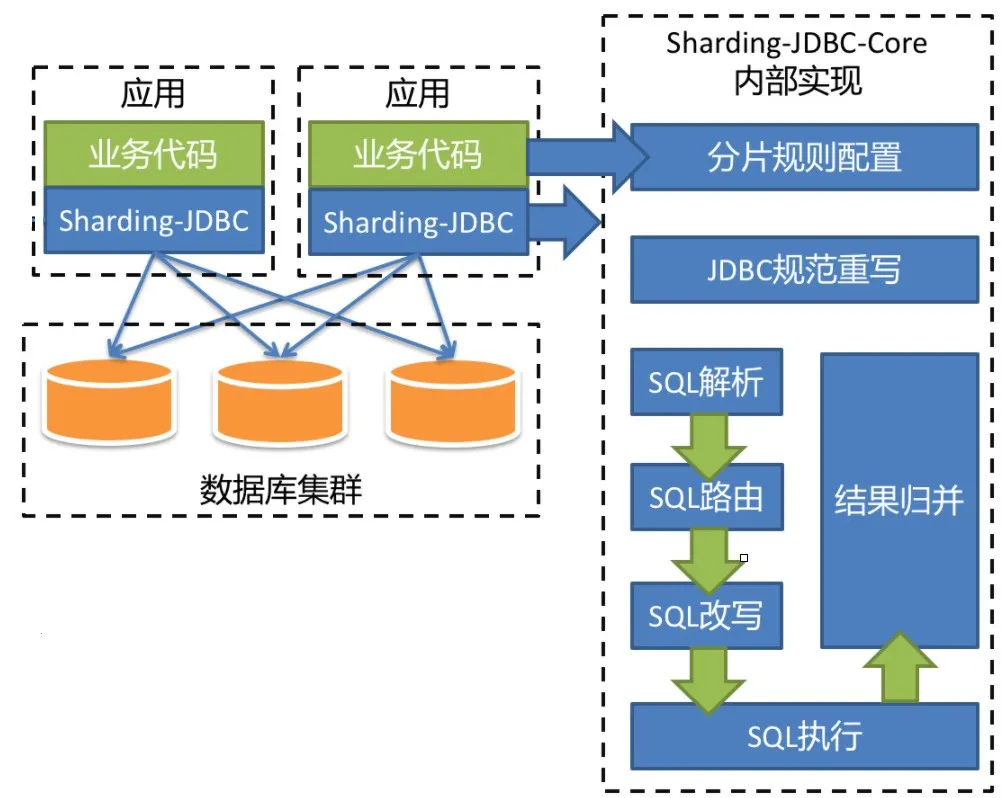 应用
业务代码
Sharding-JDBC
应用
业务代码
Sharding-JDBC
数据库集群
Sharding-JDBC-Core
内部实现
分片规则配置
JDBC规范重写
SQL解析
SQL路由
SQL改写
SQL执行
结果归并